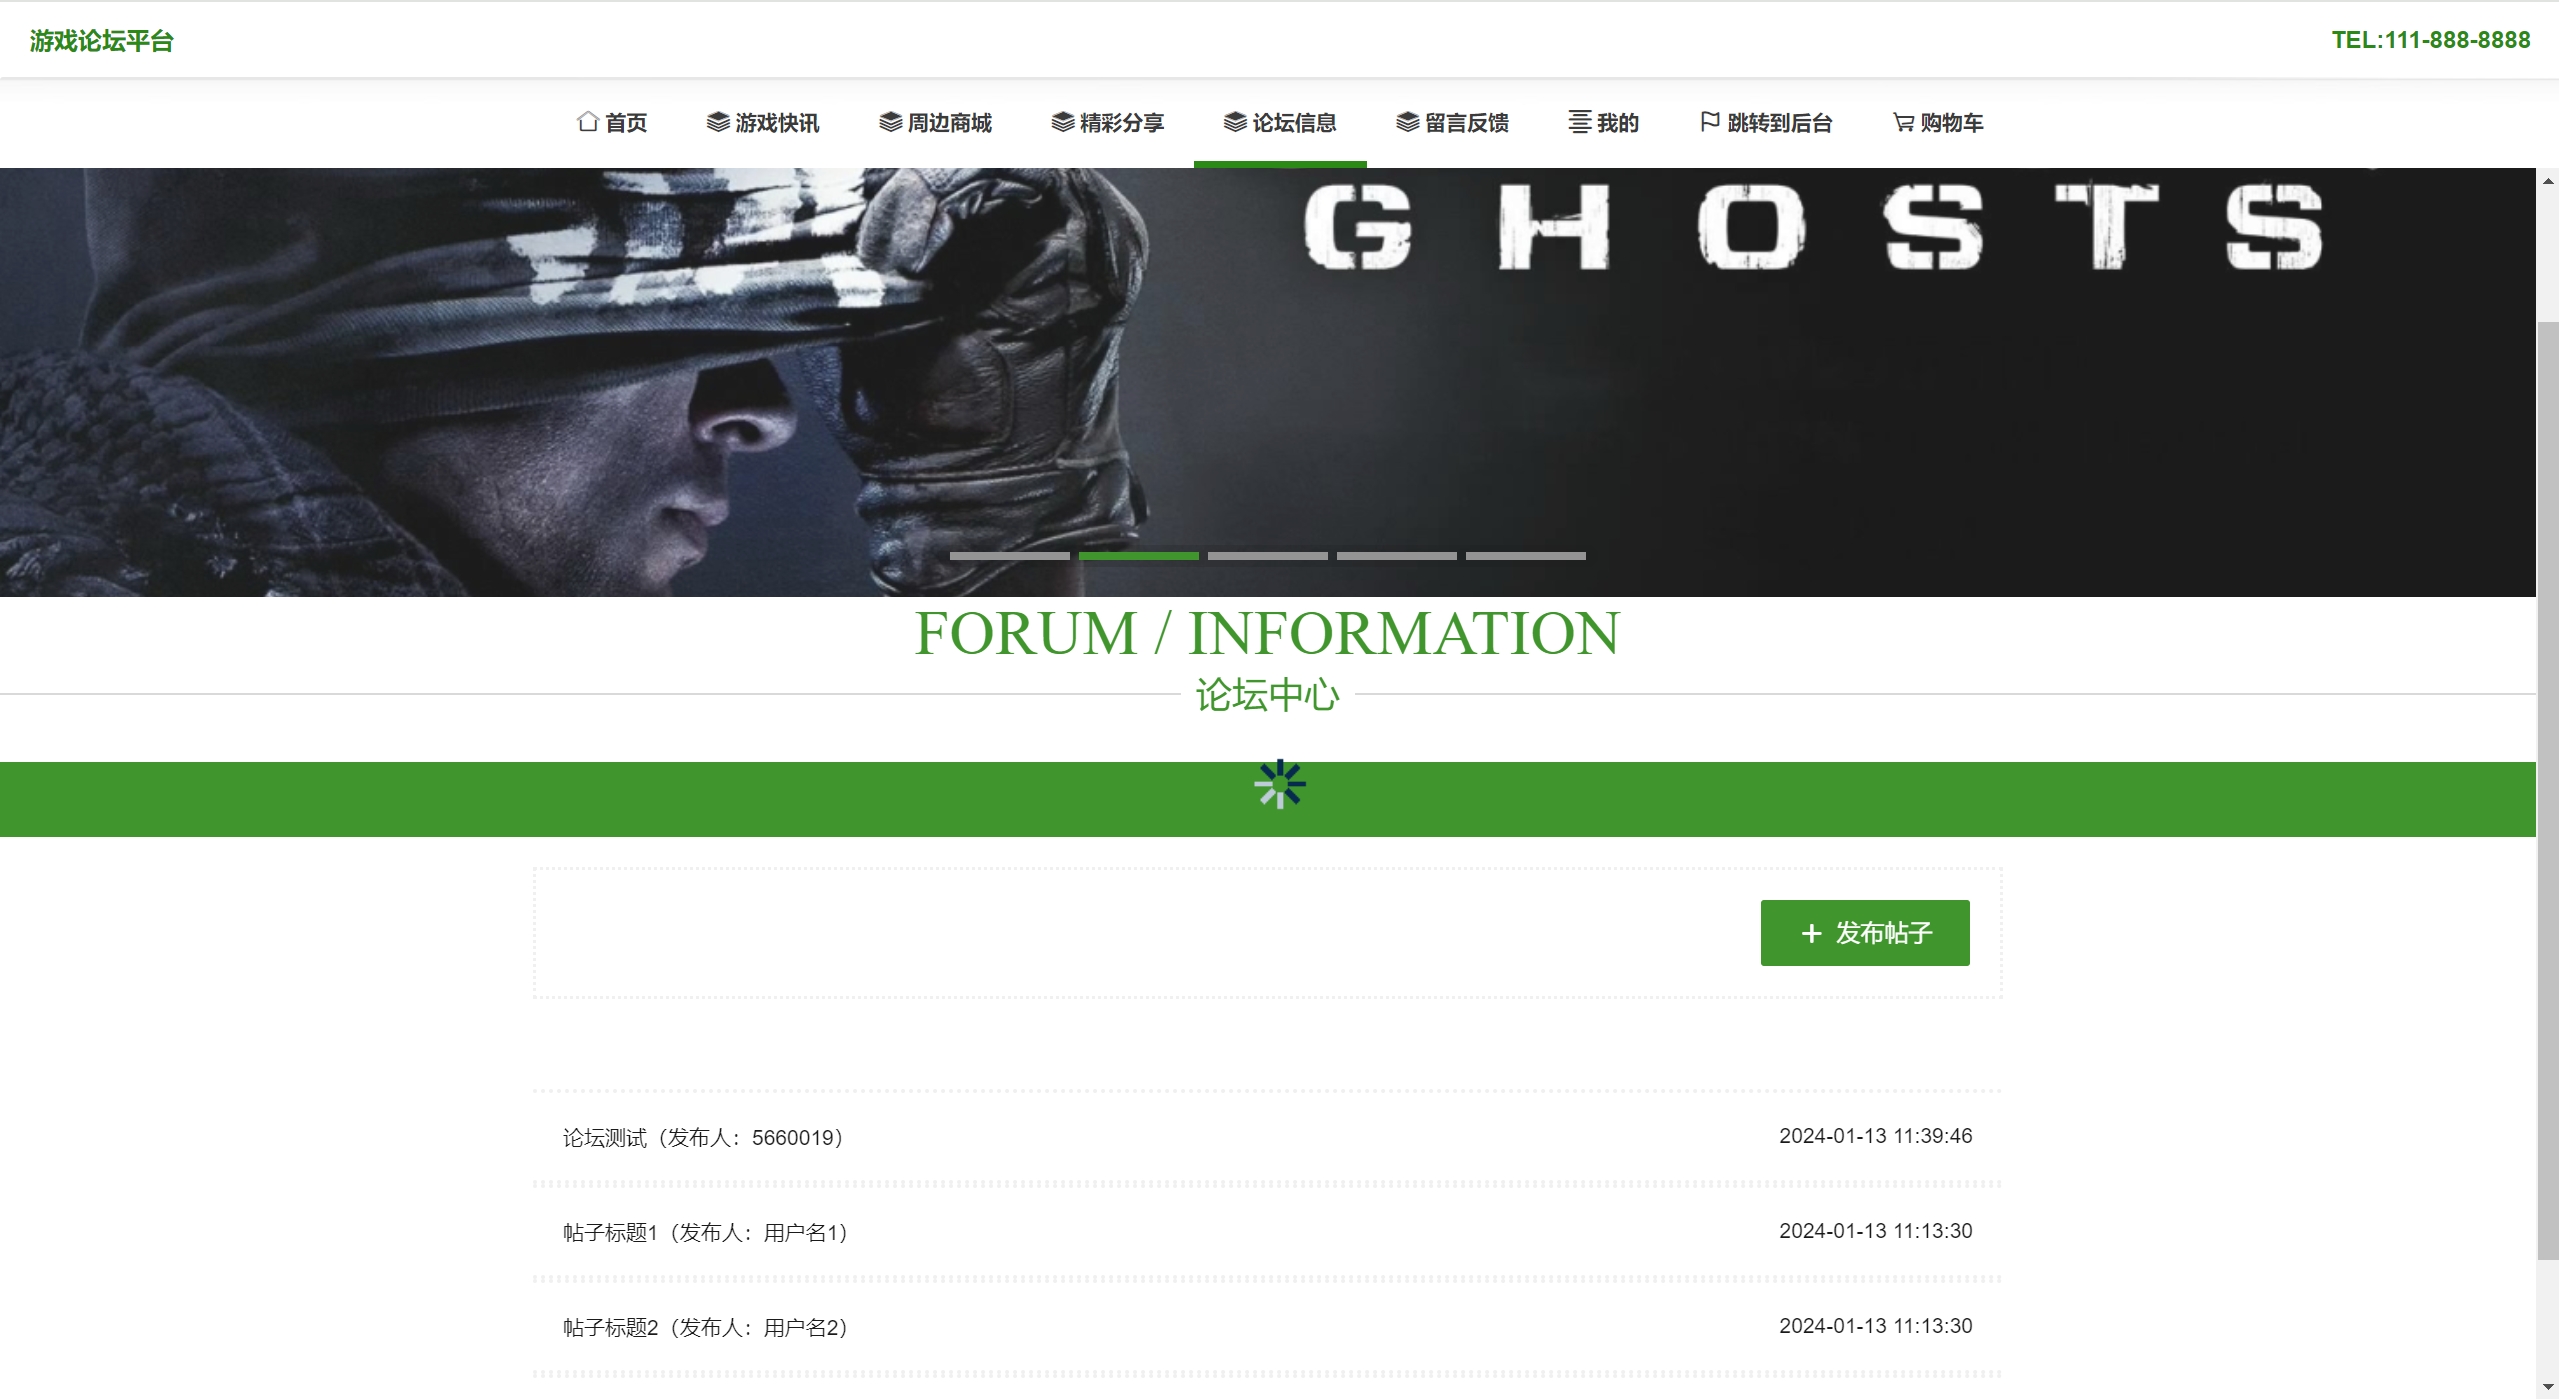 游戏论坛平台
TEL:111-888-8888
首页 游戏快讯 周边商城 精彩分享 论坛信息 留言反馈 我的 跳转到后台 购物车
GHOSTS
FORUM / INFORMATION
论坛中心
+ 发布帖子
论坛测试（发布人：5660019） 2024-01-13 11:39:46
帖子标题1（发布人：用户名1） 2024-01-13 11:13:30
帖子标题2（发布人：用户名2） 2024-01-13 11:13:30